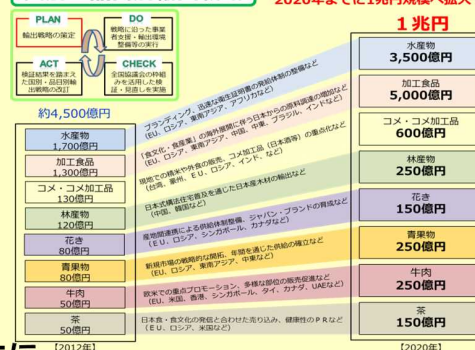 2020年までに1兆円規模へ拡大
1兆円
PLAN
輸出戦略の策定
DO
戦略に沿った事業
者支援・輸出環境
整備等の実行
ACT
検証結果を踏まえ
た国別・品目別輸
出戦略の改訂
CHECK
全国協議会の枠組
みを活用した検
証・見直しを実施
約4,500億円
水産物
1,700億円
加工食品
1,300億円
コメ・コメ加工品
130億円
林産物
120億円
花き
80億円
青果物
80億円
牛肉
50億円
茶
50億円
【2012年】
ブランディング、迅速な衛生証明書の発給体制の整備など
(EU、ロシア、東南アジア、アフリカなど)
「食文化・食産業」の海外展開に伴う日本からの原料調達の増加など
(EU、ロシア、東南アジア、中国、中東、ブラジル、インドなど)
現地での精米や外食の販売、コメ加工品(日本酒等)の重点化など
(台湾、豪州、EU、ロシア、インド、など)
日本式構法住宅普及を通じた日本産木材の輸出など
(中国、韓国など)
産地間連携による供給体制整備、ジャパン・ブランドの育成など
(EU、ロシア、シンガポール、カナダなど)
新規市場の戦略的な開拓、年間を通じた供給の確立など
(EU、ロシア、東南アジア、中東など)
欧米での重点プロモーション、多様な部位の販売促進など
(EU、米国、香港、シンガポール、タイ、カナダ、UAEなど)
日本食・食文化の発信と合わせた売り込み、健康性のPRなど
(EU、ロシア、米国など)
水産物
3,500億円
加工食品
5,000億円
コメ・コメ加工品
600億円
林産物
250億円
花き
150億円
青果物
250億円
牛肉
250億円
茶
150億円
【2020年】